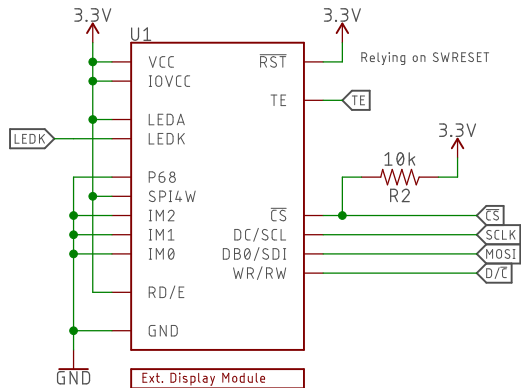 3.3V
3.3V
U1
VCC
IOVCC
LEDA
LEDK
P68
SPI4W
IM2
IM1
IM0
RD/E
GND
RST
TE
CS
DC/SCL
DB0/SDI
WR/RW
Relying on SWRESET
TE
LEDK
3.3V
10k
R2
CS
SCLK
MOSI
D/C
GND
Ext. Display Module